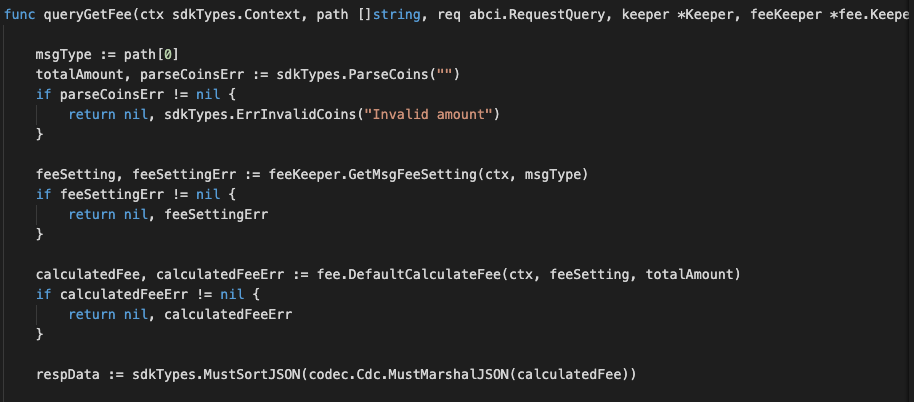 func queryGetFee(ctx sdkTypes.Context, path []string, req abci.RequestQuery, keeper *Keeper, feeKeeper *fee.Keepe
msgType := path[0]
totalAmount, parseCoinsErr := sdkTypes.ParseCoins("")
if parseCoinsErr != nil {
return nil, sdkTypes.ErrInvalidCoins("Invalid amount")
}
feeSetting, feeSettingErr := feeKeeper.GetMsgFeeSetting(ctx, msgType)
if feeSettingErr != nil {
return nil, feeSettingErr
}
calculatedFee, calculatedFeeErr := fee.DefaultCalculateFee(ctx, feeSetting, totalAmount)
if calculatedFeeErr != nil {
return nil, calculatedFeeErr
}
respData := sdkTypes.MustSortJSON(codec.Cdc.MustMarshalJSON(calculatedFee))